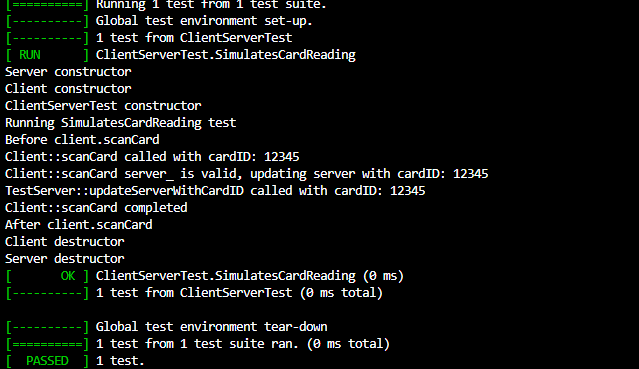 [==========] Running 1 test from 1 test suite.
[----------] Global test environment set-up.
[----------] 1 test from ClientServerTest
[ RUN      ] ClientServerTest.SimulatesCardReading
Server constructor
Client constructor
ClientServerTest constructor
Running SimulatesCardReading test
Before client.scanCard
Client::scanCard called with cardID: 12345
Client::scanCard server_ is valid, updating server with cardID: 12345
TestServer::updateServerWithCardID called with cardID: 12345
Client::scanCard completed
After client.scanCard
Client destructor
Server destructor
[       OK ] ClientServerTest.SimulatesCardReading (0 ms)
[----------] 1 test from ClientServerTest (0 ms total)
[----------] Global test environment tear-down
[==========] 1 test from 1 test suite ran. (0 ms total)
[  PASSED  ] 1 test.